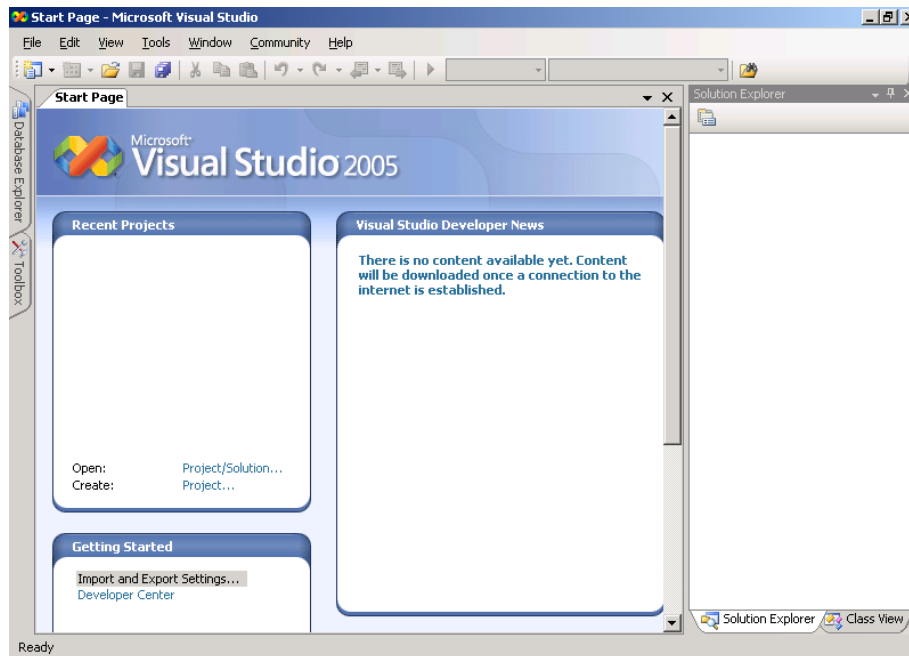 Start Page - Microsoft Visual Studio
File Edit View Tools Window Community Help
Start Page
Solution Explorer
Database Explorer
Toolbox
Microsoft
Visual Studio 2005
Recent Projects
Open: Project/Solution...
Create: Project...
Getting Started
Import and Export Settings...
Developer Center
Visual Studio Developer News
There is no content available yet. Content
will be downloaded once a connection to the
internet is established.
Solution Explorer Class View
Ready